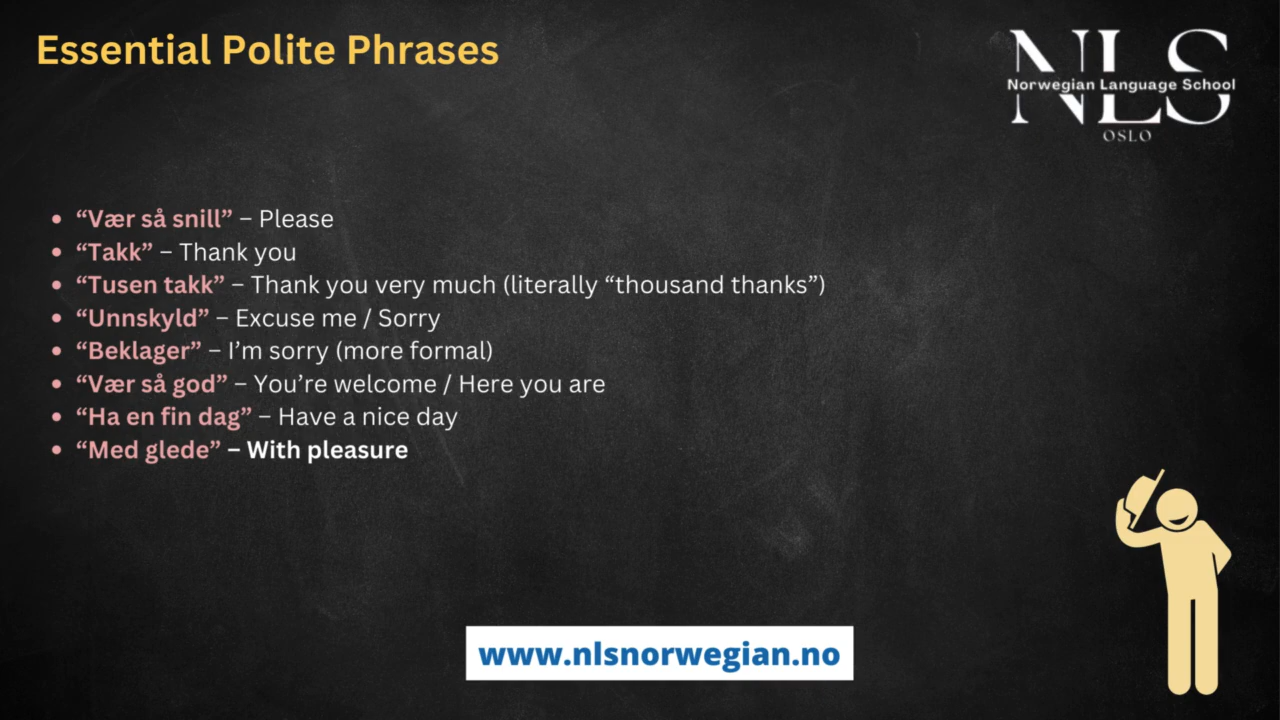 Essential Polite Phrases
NLS
Norwegian Language School
OSLO
• “Vær så snill” – Please
• “Takk” – Thank you
• “Tusen takk” – Thank you very much (literally “thousand thanks”)
• “Unnskyld” – Excuse me / Sorry
• “Beklager” – I’m sorry (more formal)
• “Vær så god” – You’re welcome / Here you are
• “Ha en fin dag” – Have a nice day
• “Med glede” – With pleasure
www.nlsnorwegian.no